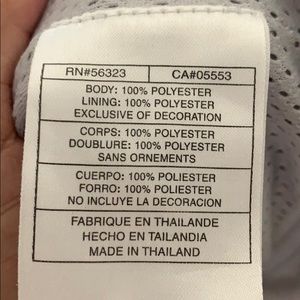 RN#56323 CA#05553
BODY: 100% POLYESTER
LINING: 100% POLYESTER
EXCLUSIVE OF DECORATION
CORPS: 100% POLYESTER
DOUBLURE: 100% POLYESTER
SANS ORNEMENTS
CUERPO: 100% POLIESTER
FORRO: 100% POLIESTER
NO INCLUYE LA DECORACION
FABRIQUE EN THAILANDE
HECHO EN TAILANDIA
MADE IN THAILAND